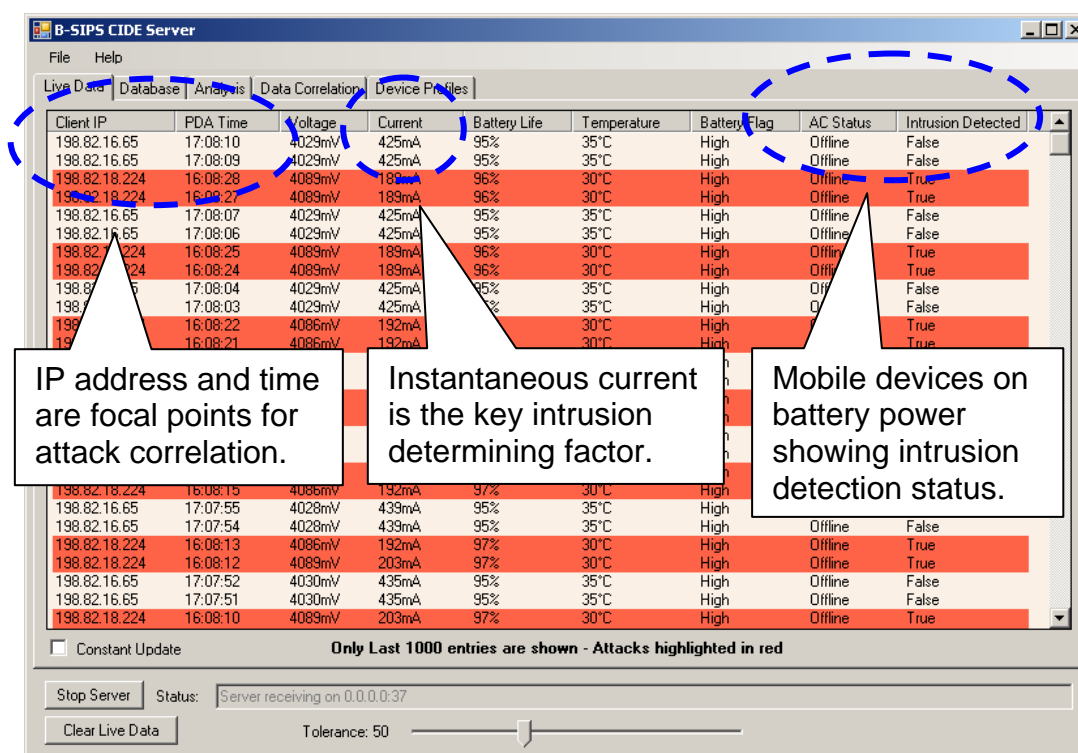 B-SIPS CIDE Server
File Help
Live Data Database Analysis Data Correlation Device Profiles
Client IP PDA Time Voltage Current Battery Life Temperature Battery Flag AC Status Intrusion Detected
198.82.16.65 17:08:10 4029mV 425mA 95% 35°C High Offline False
198.82.16.65 17:08:09 4029mV 425mA 95% 35°C High Offline False
198.82.18.224 16:08:28 4089mV 189mA 96% 30°C High Offline True
198.82.18.224 16:08:27 4089mV 189mA 96% 30°C High Offline True
198.82.16.65 17:08:07 4029mV 425mA 95% 35°C High Offline False
198.82.16.65 17:08:06 4029mV 425mA 95% 35°C High Offline False
198.82.18.224 16:08:25 4089mV 189mA 96% 30°C High Offline True
198.82.18.224 16:08:24 4089mV 189mA 96% 30°C High Offline True
17:08:04 4029mV 425mA 95% 35°C High False
17:08:03 4029mV 425mA 35°C High False
16:08:22 4086mV 192mA 30°C High True
16:08:21 4086mV 192mA 30°C High True
IP address and time
are focal points for
attack correlation.
Instantaneous current
is the key intrusion
determining factor.
Mobile devices on
battery power
showing intrusion
detection status.
198.82.18.224 16:08:15 4086mV 192mA 97% 30°C High
198.82.16.65 17:07:55 4028mV 439mA 95% 35°C High
198.82.16.65 17:07:54 4028mV 439mA 95% 35°C High Offline False
198.82.18.224 16:08:13 4086mV 192mA 97% 30°C High Offline True
198.82.18.224 16:08:12 4089mV 203mA 97% 30°C High Offline True
198.82.16.65 17:07:52 4030mV 435mA 95% 35°C High Offline False
198.82.16.65 17:07:51 4030mV 435mA 95% 35°C High Offline False
198.82.18.224 16:08:10 4089mV 203mA 97% 30°C High Offline True
Constant Update Only Last 1000 entries are shown - Attacks highlighted in red
Stop Server Status: Server receiving on 0.0.0.0:37
Clear Live Data Tolerance: 50